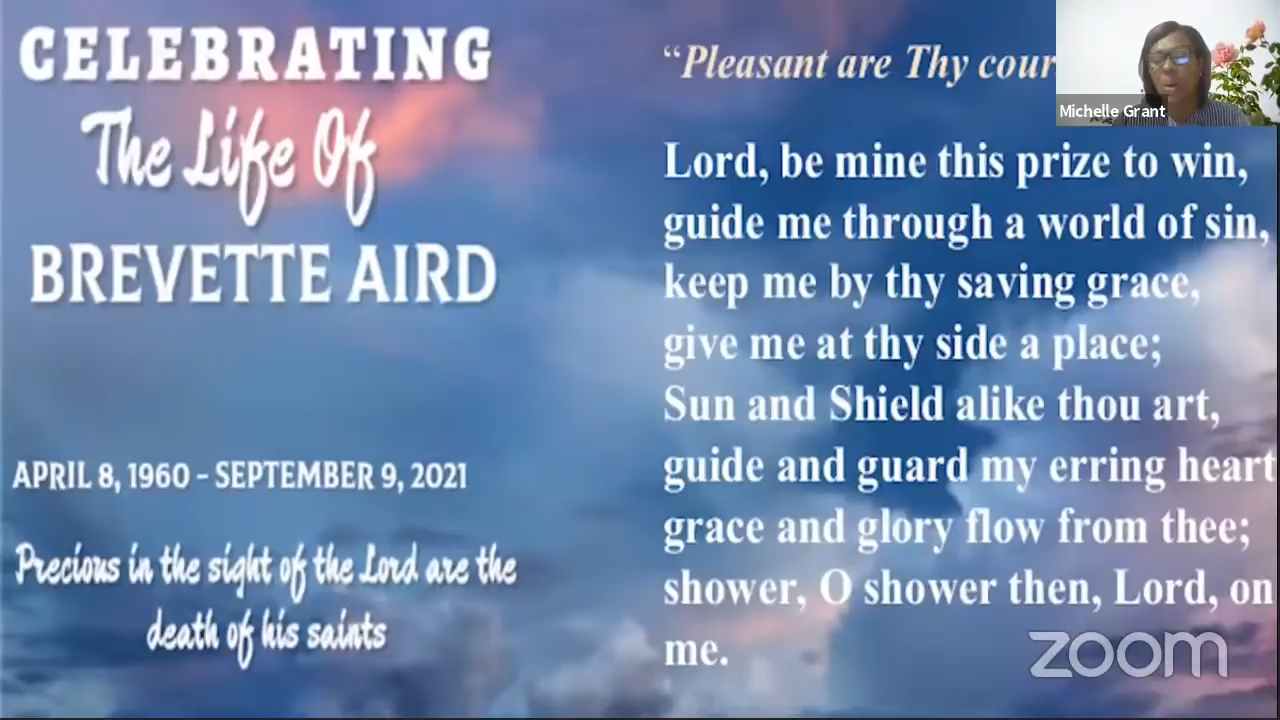 CELEBRATING
The Life Of
BREVETTE AIRD
APRIL 8, 1960 - SEPTEMBER 9, 2021
Precious in the sight of the Lord are the
death of his saints
“Pleasant are Thy cour
Lord, be mine this prize to win,
guide me through a world of sin,
keep me by thy saving grace,
give me at thy side a place;
Sun and Shield alike thou art,
guide and guard my erring heart
grace and glory flow from thee;
shower, O shower then, Lord, on
me.
Michelle Grant
zoom